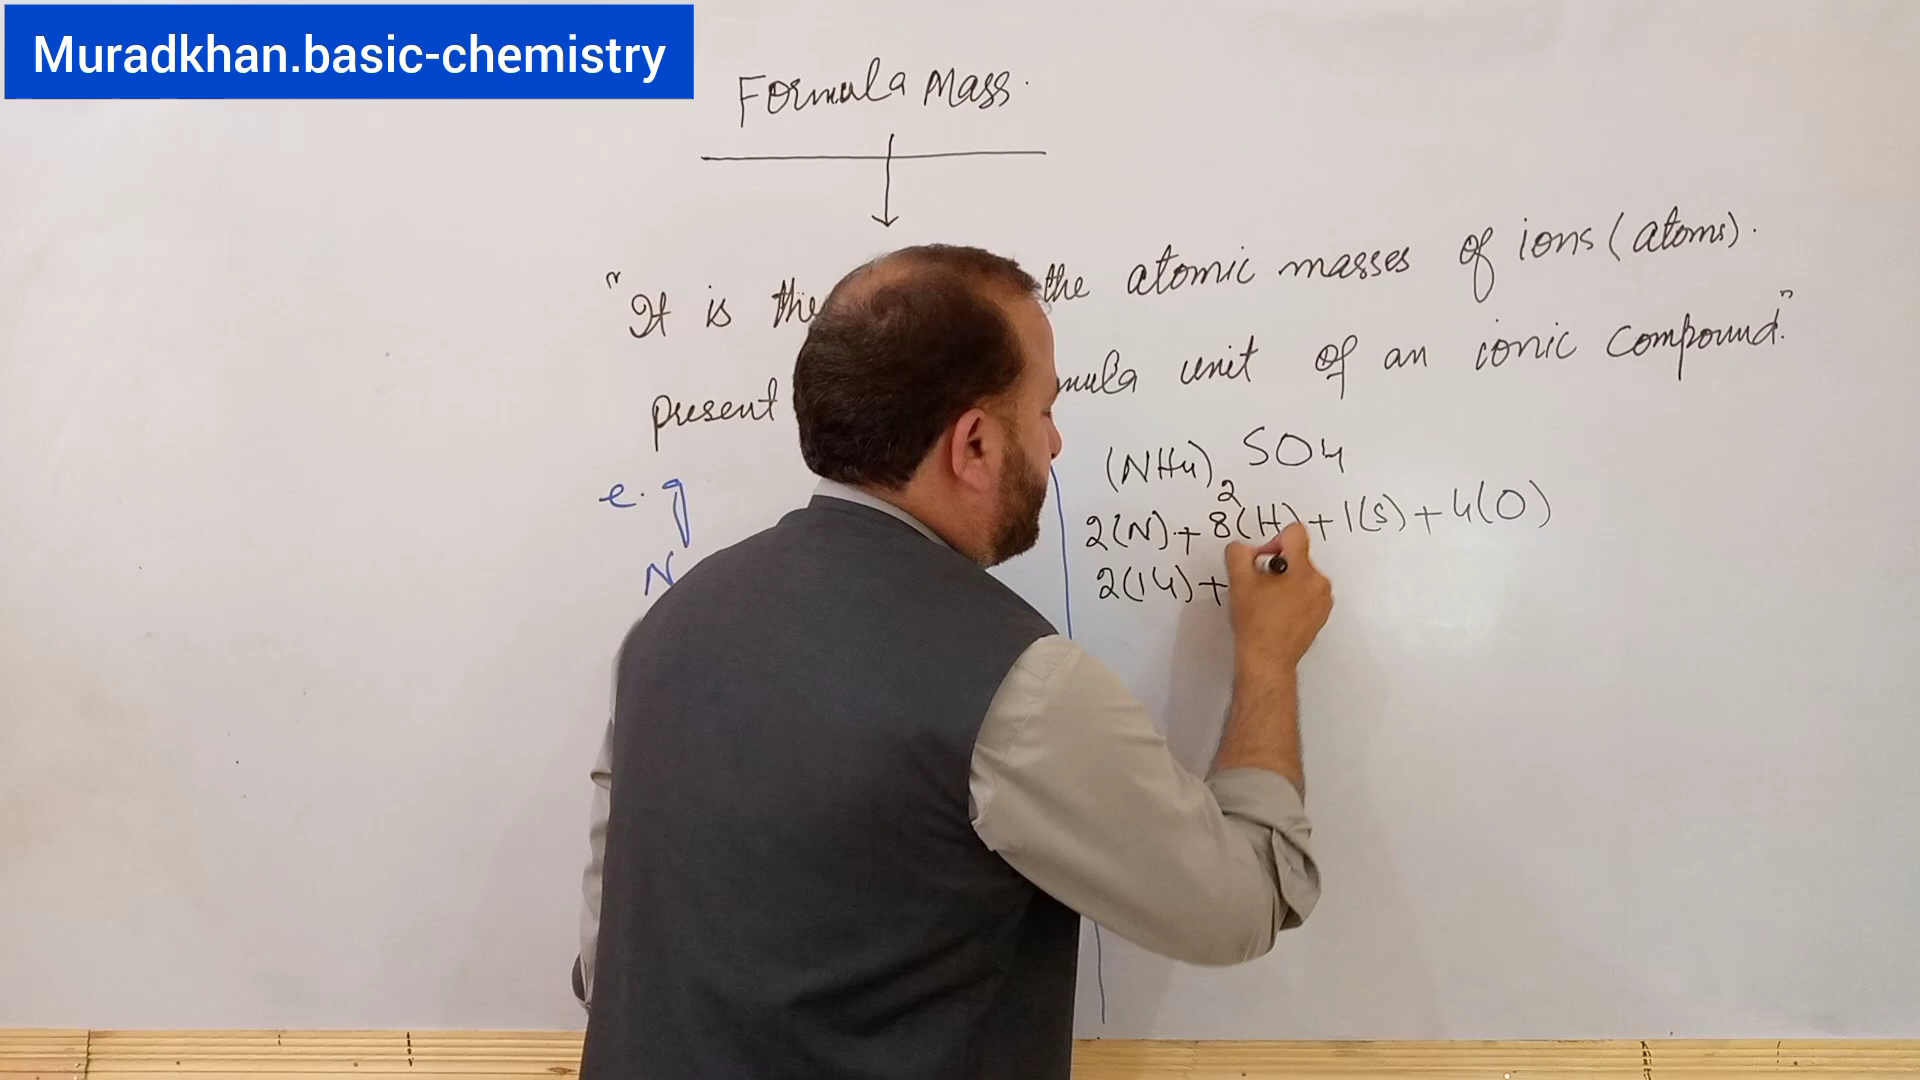 Muradkhan.basic-chemistry
Formula Mass.
"It is the the atomic masses of ions (atoms).
present unit of an ionic compound."
e.g
N
(NH4)2 SO4
2(N)+8(H)+1(S)+4(O)
2(14)+